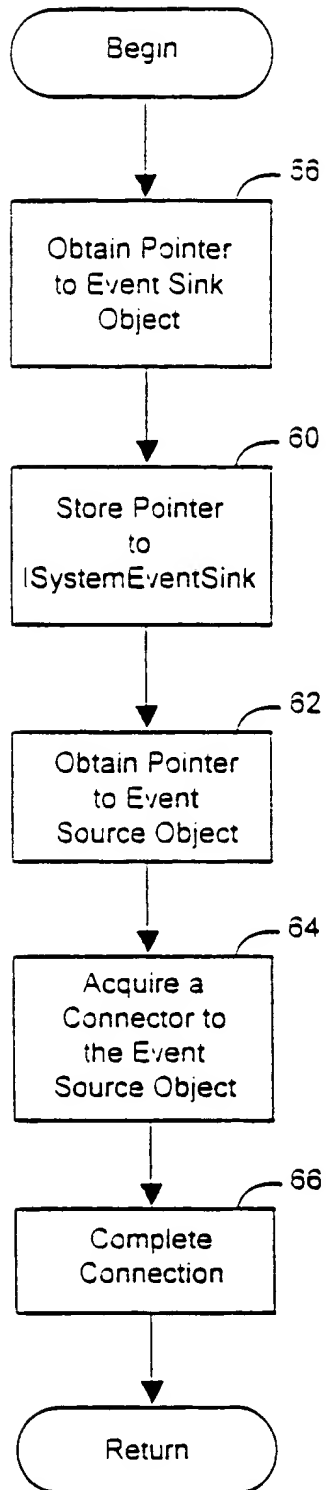 Begin
Obtain Pointer
to Event Sink
Object
60
Store Pointer
to
ISystemEventSink
62
Obtain Pointer
to Event
Source Object
64
Acquire a
Connector to
the Event
Source Object
66
Complete
Connection
Return